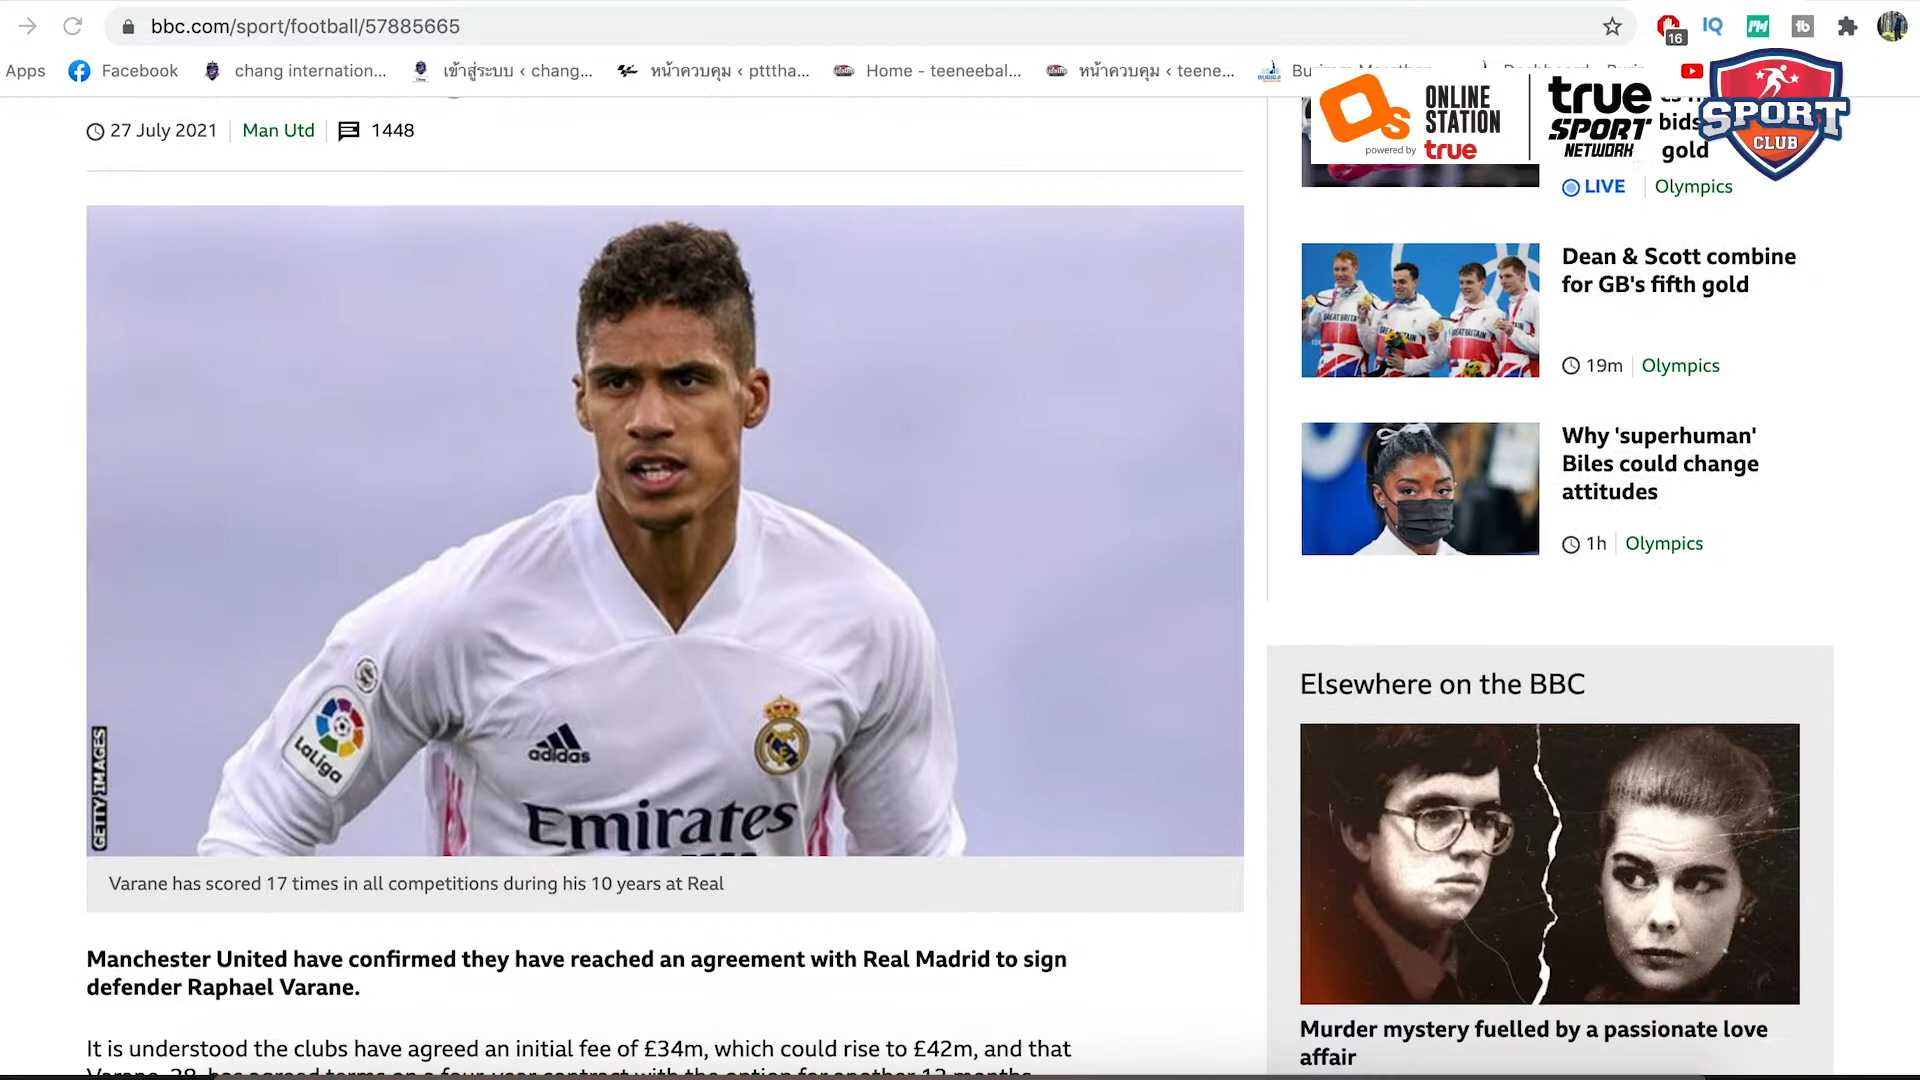 bbc.com/sport/football/57885665
16
IQ
Apps
Facebook
chang internation...
เข้าสู่ระบบ ‹ chang...
หน้าควบคุม ‹ pttha...
Home - teeneebal...
หน้าควบคุม ‹ teene...
ONLINE
STATION
powered by true
true
SPORT
NETWORK
SPORT
CLUB
27 July 2021
Man Utd
1448
bids
gold
LIVE
Olympics
Dean & Scott combine
for GB's fifth gold
19m
Olympics
Why 'superhuman'
Biles could change
attitudes
1h
Olympics
LaLiga
adidas
Emirates
GETTY IMAGES
Varane has scored 17 times in all competitions during his 10 years at Real
Manchester United have confirmed they have reached an agreement with Real Madrid to sign
defender Raphael Varane.
It is understood the clubs have agreed an initial fee of £34m, which could rise to £42m, and that
Elsewhere on the BBC
Murder mystery fuelled by a passionate love
affair